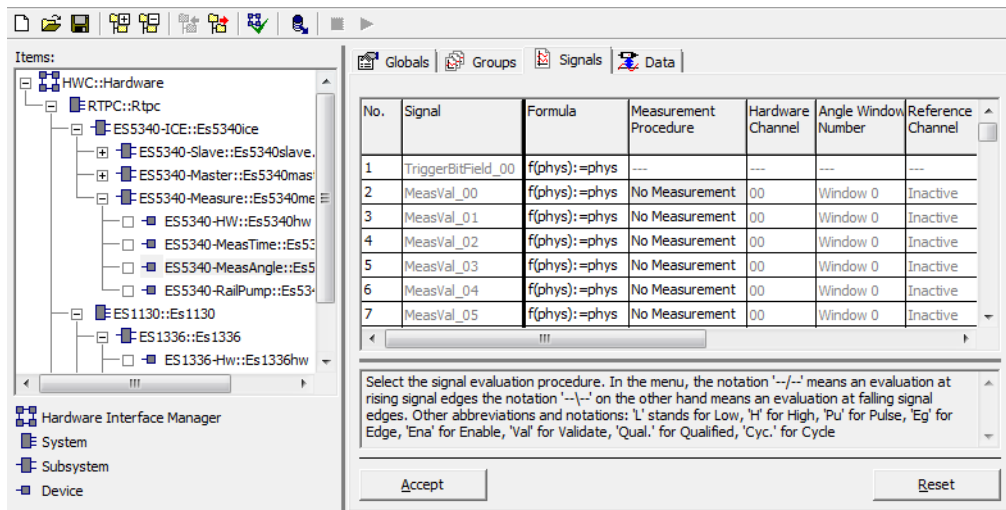 Items:
HWC::Hardware
RTPC::Rtpc
ES5340-ICE::Es5340ice
ES5340-Slave::Es5340slave.
ES5340-Master::Es5340mas
ES5340-Measure::Es5340me
ES5340-HW::Es5340hw
ES5340-MeasTime::Es53
ES5340-MeasAngle::Es5
ES5340-RailPump::Es534
ES1130::Es1130
ES1336::Es1336
ES1336-Hw::Es1336hw
Hardware Interface Manager
System
Subsystem
Device
Globals Groups Signals Data
No. Signal Formula Measurement Procedure Hardware Channel Angle Window Number Reference Channel
1 TriggerBitField_00 f(phys):=phys --- --- --- ---
2 MeasVal_00 f(phys):=phys No Measurement 00 Window 0 Inactive
3 MeasVal_01 f(phys):=phys No Measurement 00 Window 0 Inactive
4 MeasVal_02 f(phys):=phys No Measurement 00 Window 0 Inactive
5 MeasVal_03 f(phys):=phys No Measurement 00 Window 0 Inactive
6 MeasVal_04 f(phys):=phys No Measurement 00 Window 0 Inactive
7 MeasVal_05 f(phys):=phys No Measurement 00 Window 0 Inactive
Select the signal evaluation procedure. In the menu, the notation '--/--' means an evaluation at
rising signal edges the notation '--\--' on the other hand means an evaluation at falling signal
edges. Other abbreviations and notations: 'L' stands for Low, 'H' for High, 'Pu' for Pulse, 'Eg' for
Edge, 'Ena' for Enable, 'Val' for Validate, 'Qual.' for Qualified, 'Cyc.' for Cycle
Accept Reset